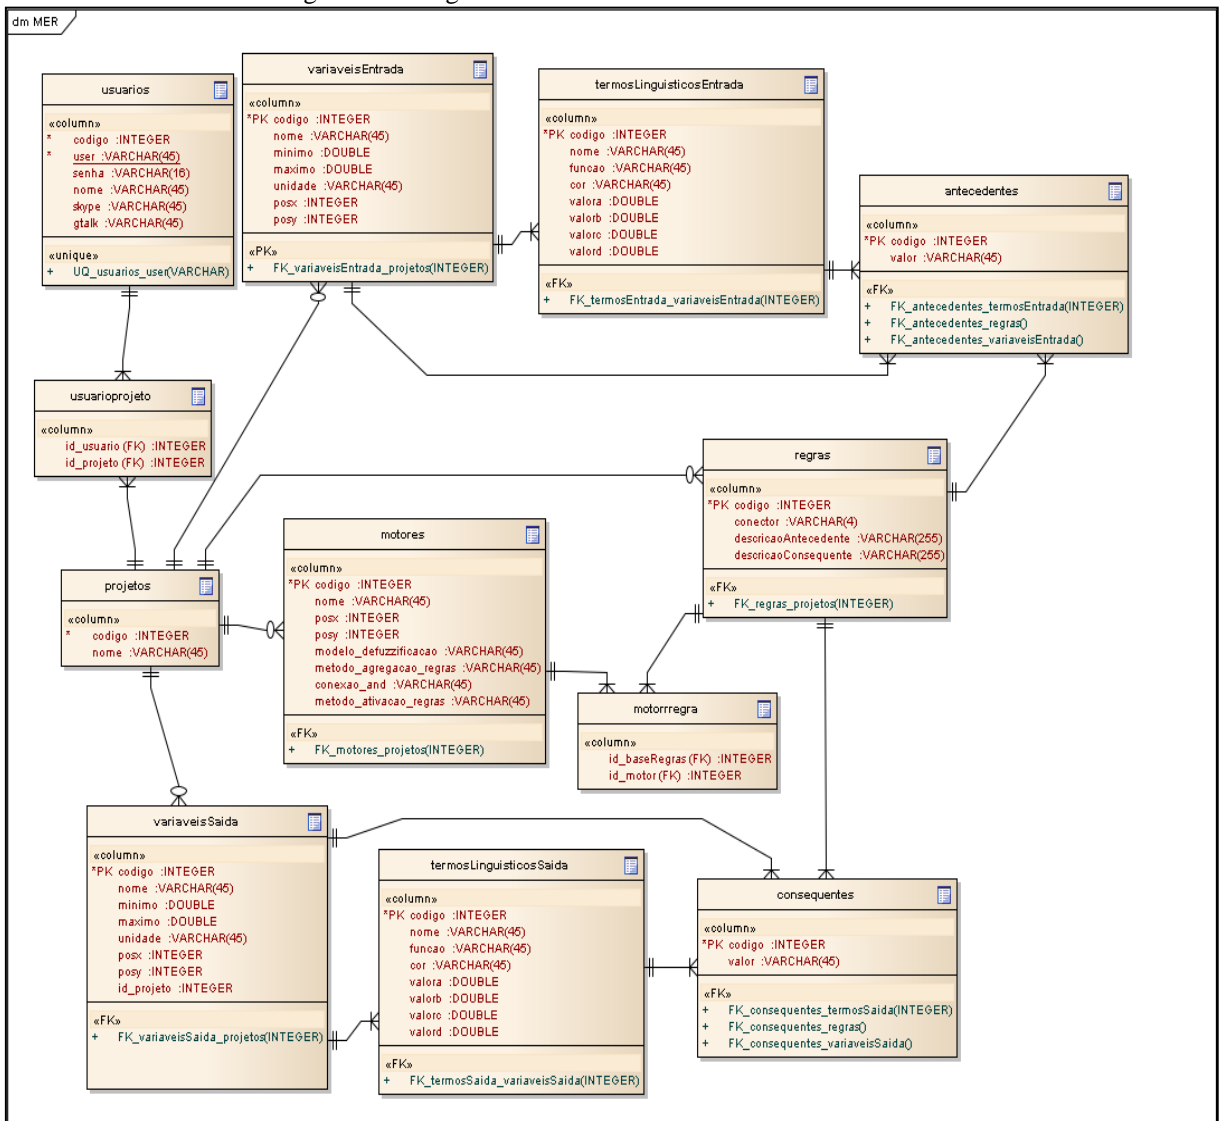 dm MER
usuarios
«column»
* codigo :INTEGER
* user :VARCHAR(45)
senha :VARCHAR(16)
nome :VARCHAR(45)
skype :VARCHAR(45)
gtalk :VARCHAR(45)
«unique»
+ UQ_usuarios_user(VARCHAR)
variaveisEntrada
«column»
*PK codigo :INTEGER
nome :VARCHAR(45)
minimo :DOUBLE
maximo :DOUBLE
unidade :VARCHAR(45)
posx :INTEGER
posy :INTEGER
«PK»
+ FK_variaveisEntrada_projetos(INTEGER)
termosLinguisticosEntrada
«column»
*PK codigo :INTEGER
nome :VARCHAR(45)
funcao :VARCHAR(45)
cor :VARCHAR(45)
valora :DOUBLE
valorb :DOUBLE
valorc :DOUBLE
valord :DOUBLE
«FK»
+ FK_termosEntrada_variaveisEntrada(INTEGER)
antecedentes
«column»
*PK codigo :INTEGER
valor :VARCHAR(45)
«FK»
+ FK_antecedentes_termosEntrada(INTEGER)
+ FK_antecedentes_regras()
+ FK_antecedentes_variaveisEntrada()
usuarioprojeto
«column»
id_usuario (FK) :INTEGER
id_projeto (FK) :INTEGER
regras
«column»
*PK codigo :INTEGER
conector :VARCHAR(4)
descricaoAntecedente :VARCHAR(255)
descricaoConsequente :VARCHAR(255)
«FK»
+ FK_regras_projetos(INTEGER)
motores
«column»
*PK codigo :INTEGER
nome :VARCHAR(45)
posx :INTEGER
posy :INTEGER
modelo_defuzzificacao :VARCHAR(45)
metodo_agregacao_regras :VARCHAR(45)
conexao_and :VARCHAR(45)
metodo_ativacao_regras :VARCHAR(45)
«FK»
+ FK_motores_projetos(INTEGER)
projetos
«column»
* codigo :INTEGER
nome :VARCHAR(45)
motorrregra
«column»
id_baseRegras (FK) :INTEGER
id_motor (FK) :INTEGER
variaveisSaida
«column»
*PK codigo :INTEGER
nome :VARCHAR(45)
minimo :DOUBLE
maximo :DOUBLE
unidade :VARCHAR(45)
posx :INTEGER
posy :INTEGER
id_projeto :INTEGER
«FK»
+ FK_variaveisSaida_projetos(INTEGER)
termosLinguisticosSaida
«column»
*PK codigo :INTEGER
nome :VARCHAR(45)
funcao :VARCHAR(45)
cor :VARCHAR(45)
valora :DOUBLE
valorb :DOUBLE
valorc :DOUBLE
valord :DOUBLE
«FK»
+ FK_termosSaida_variaveisSaida(INTEGER)
consequentes
«column»
*PK codigo :INTEGER
valor :VARCHAR(45)
«FK»
+ FK_consequentes_termosSaida(INTEGER)
+ FK_consequentes_regras()
+ FK_consequentes_variaveisSaida()